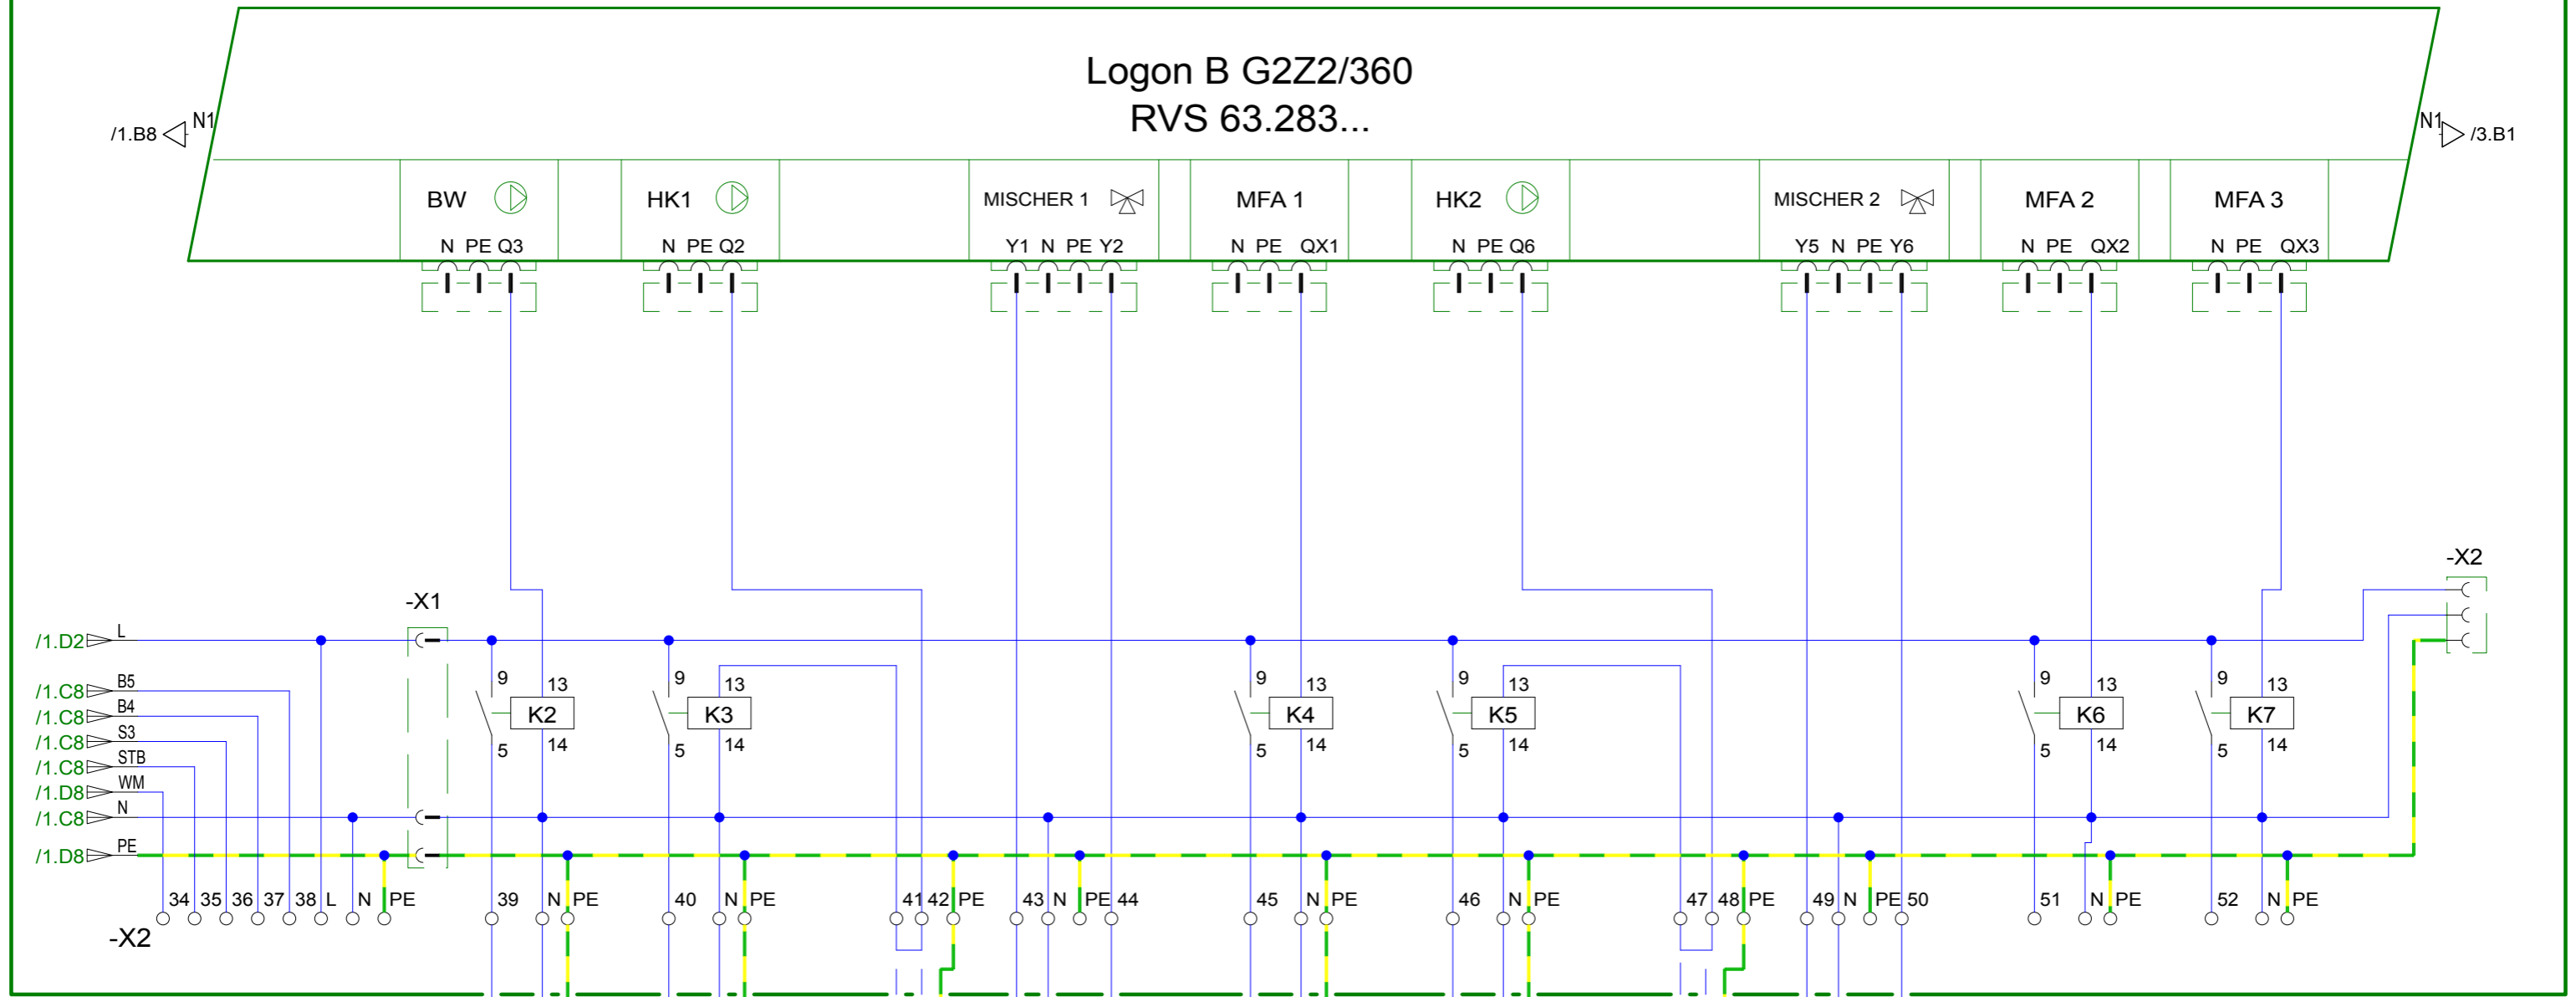 Logon B G2Z2/360
RVS 63.283...
/1.B8 N1
N1 /3.B1
BW HK1 MISCHER 1 MFA 1 HK2 MISCHER 2 MFA 2 MFA 3
N PE Q3 N PE Q2 Y1 N PE Y2 N PE QX1 N PE Q6 Y5 N PE Y6 N PE QX2 N PE QX3
-X2
-X1
/1.D2 L
9 9 9 9 9 9
/1.C8 B5
13 13 13 13 13 13
/1.C8 B4
K2 K3 K4 K5 K6 K7
/1.C8 S3
14 14 14 14 14 14
5 5 5 5 5 5
/1.C8 STB
/1.D8 WM
/1.C8 N
/1.D8 PE
34 35 36 37 38 L N PE 39 N PE 40 N PE 41 42 PE 43 N PE 44 45 N PE 46 N PE 47 48 PE 49 N PE 50 51 N PE 52 N PE
-X2